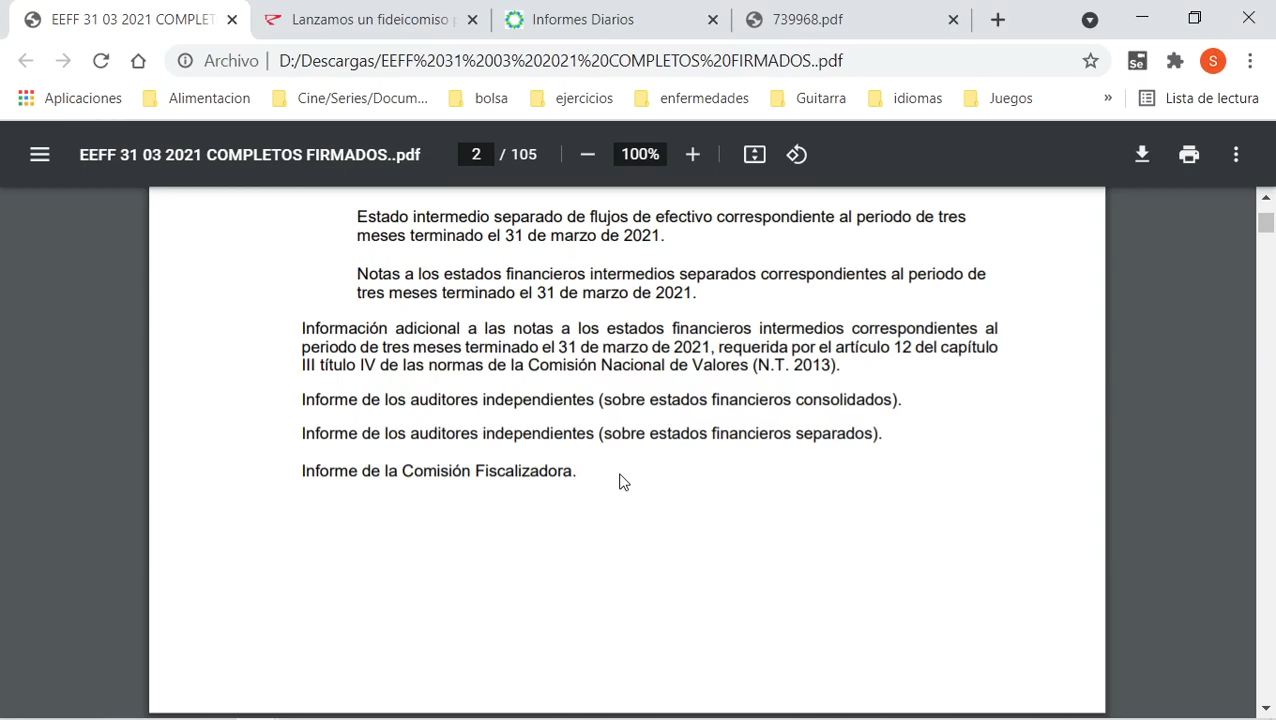 EEFF 31 03 2021 COMPLET
Lanzamos un fideicomiso
Informes Diarios
739968.pdf
Archivo
D:/Descargas/EEFF%2031%2003%202021%20COMPLETOS%20FIRMADOS..pdf
Se
S
Aplicaciones
Alimentacion
Cine/Series/Docum...
bolsa
ejercicios
enfermedades
Guitarra
idiomas
Juegos
»
Lista de lectura
EEFF 31 03 2021 COMPLETOS FIRMADOS..pdf
2 / 105
100%
Estado intermedio separado de flujos de efectivo correspondiente al periodo de tres
meses terminado el 31 de marzo de 2021.
Notas a los estados financieros intermedios separados correspondientes al periodo de
tres meses terminado el 31 de marzo de 2021.
Información adicional a las notas a los estados financieros intermedios correspondientes al
periodo de tres meses terminado el 31 de marzo de 2021, requerida por el artículo 12 del capítulo
III título IV de las normas de la Comisión Nacional de Valores (N.T. 2013).
Informe de los auditores independientes (sobre estados financieros consolidados).
Informe de los auditores independientes (sobre estados financieros separados).
Informe de la Comisión Fiscalizadora.